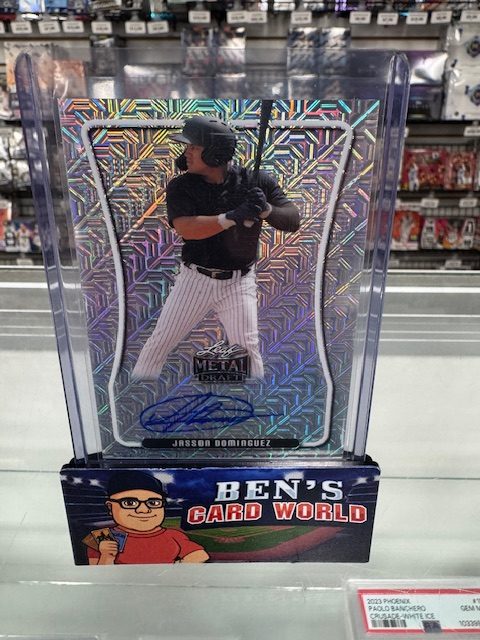 Leaf
METAL
DRAFT
JASSON DOMINGUEZ
BEN'S
CARD WORLD
2023 PHOENIX
PAOLO BANCHERO
CRUSADE-WHITE ICE
GEM